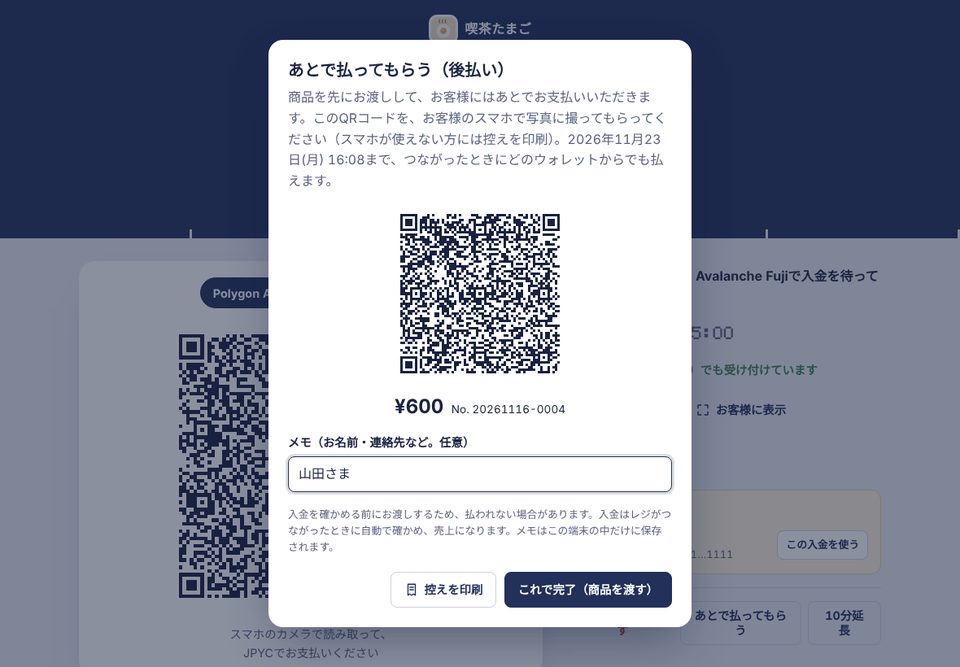 喫茶たまご
あとで払ってもらう（後払い）
商品を先にお渡しして、お客様にはあとでお支払いいただきま
す。このQRコードを、お客様のスマホで写真に撮ってもらってく
ださい（スマホが使えない方には控えを印刷）。2026年11月23
日(月) 16:08まで、つながったときにどのウォレットからでも払
えます。
¥600 No. 20261116-0004
メモ（お名前・連絡先など。任意）
山田さま
入金を確かめる前にお渡しするため、払われない場合があります。入金はレジがつ
ながったときに自動で確かめ、売上になります。メモはこの端末の中だけに保存
されます。
控えを印刷
これで完了（商品を渡す）
Polygon
スマホのカメラで読み取って、
JPYCでお支払いください
Avalanche Fujiで入金を待って
5:00
でも受け付けています
お客様に表示
1...1111
この入金を使う
す
あとで払ってもら
う
10分延
長